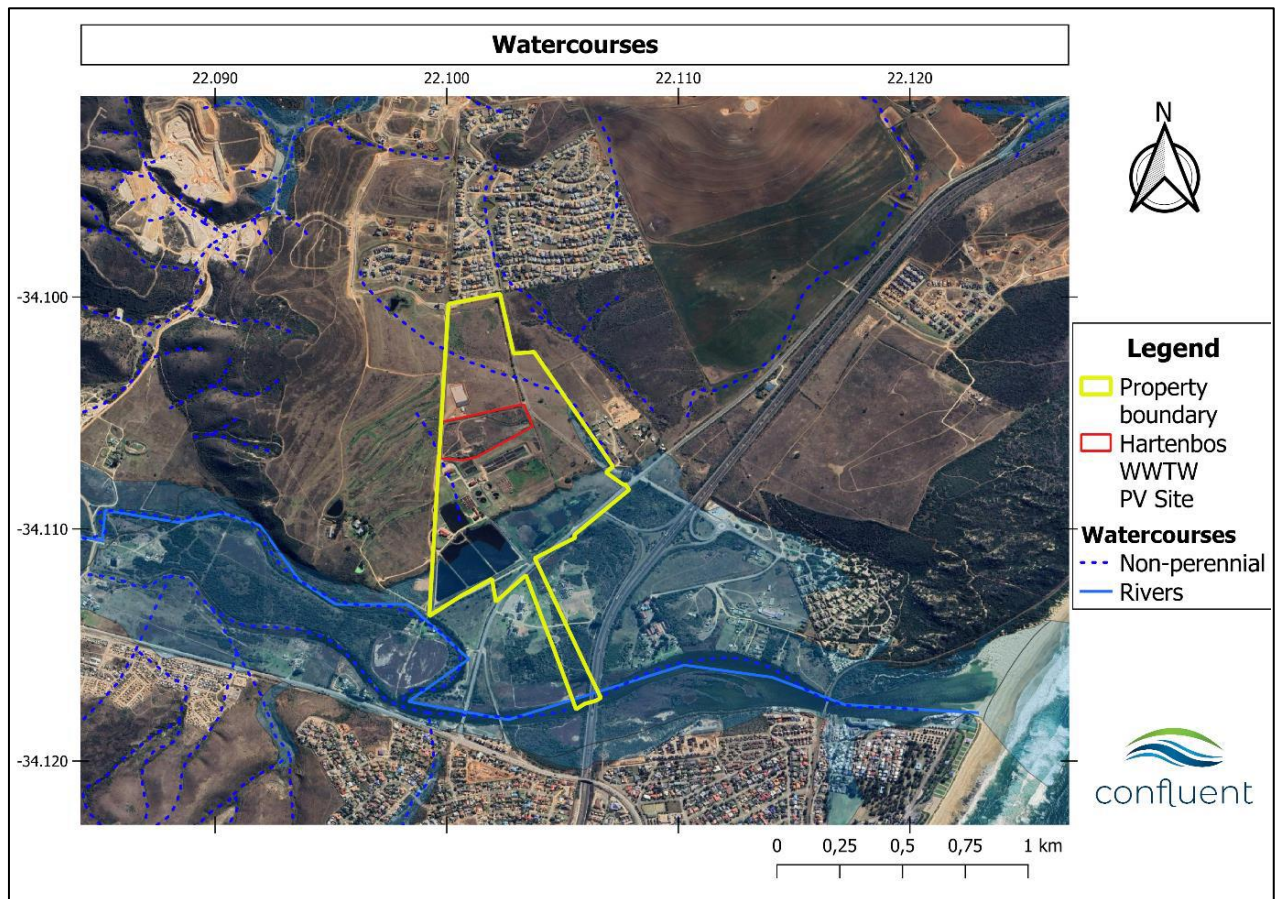 Watercourses
22.090
22.100
22.110
22.120
-34.100
-34.110
-34.120
N
Legend
Property
boundary
Hartenbos
WWTW
PV Site
Watercourses
Non-perennial
Rivers
confluent
0 0,25 0,5 0,75 1 km